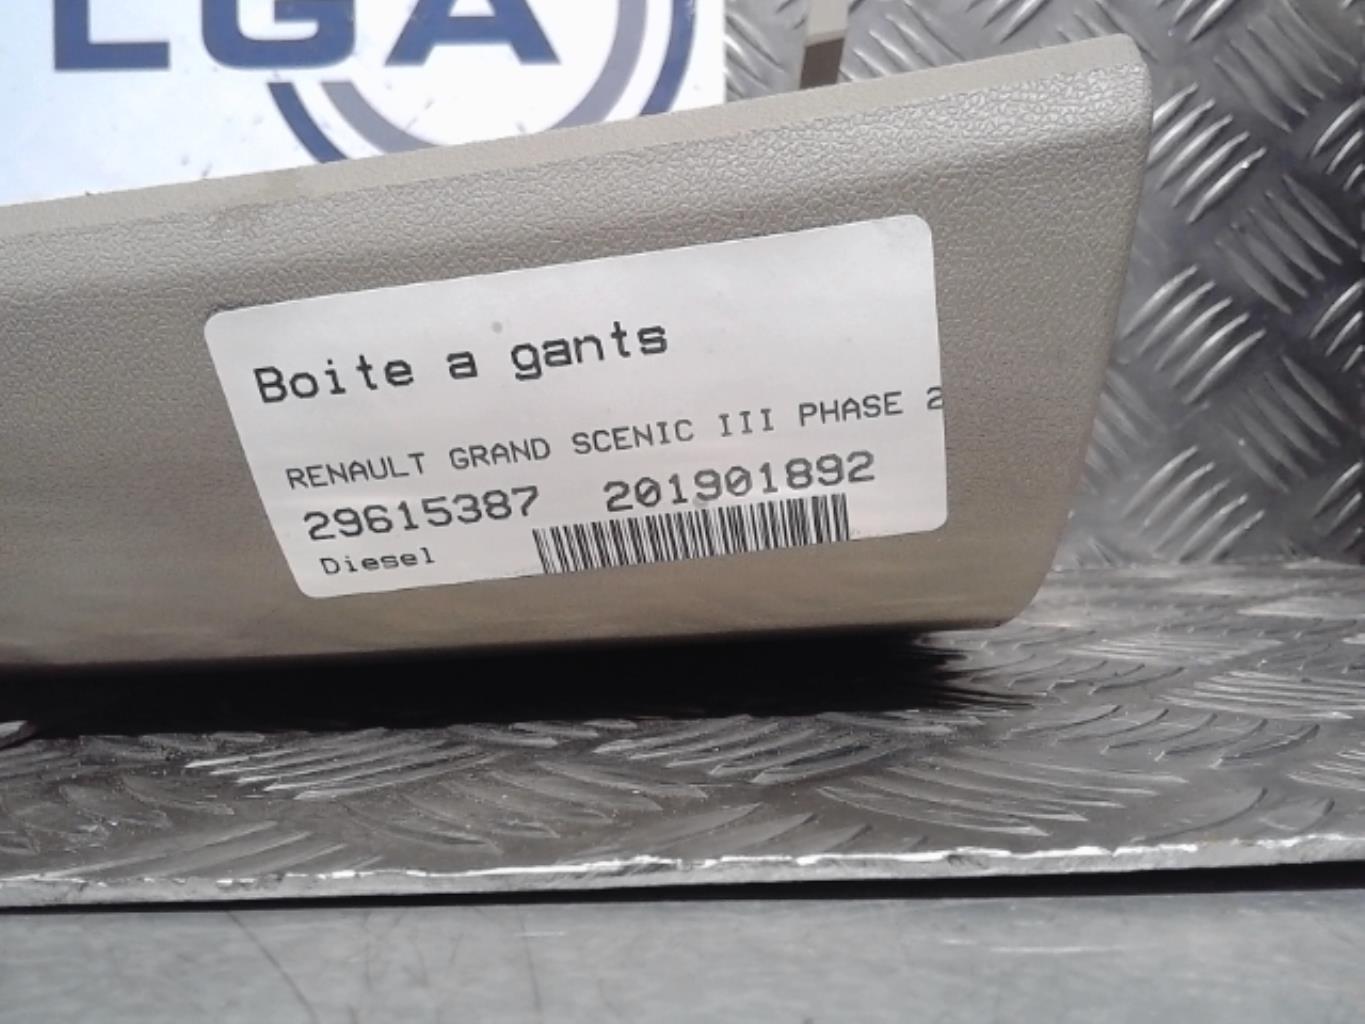 LGA
Boite a gants
RENAULT GRAND SCENIC III PHASE 2
29615387 201901892
Diesel